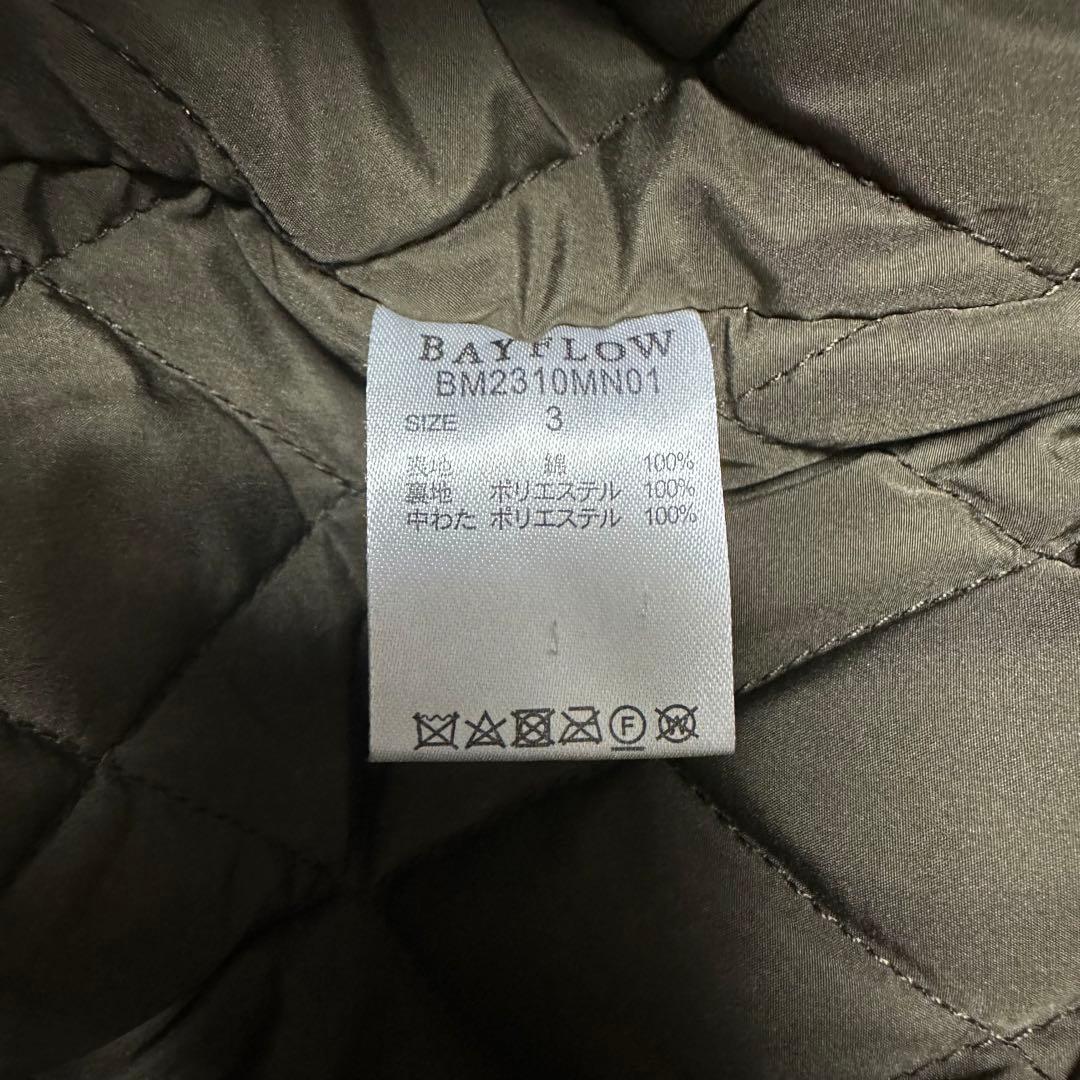 BAYFLOW
BM2310MN01
SIZE 3
表地 綿 100%
裏地 ポリエステル 100%
中わた ポリエステル 100%
F W